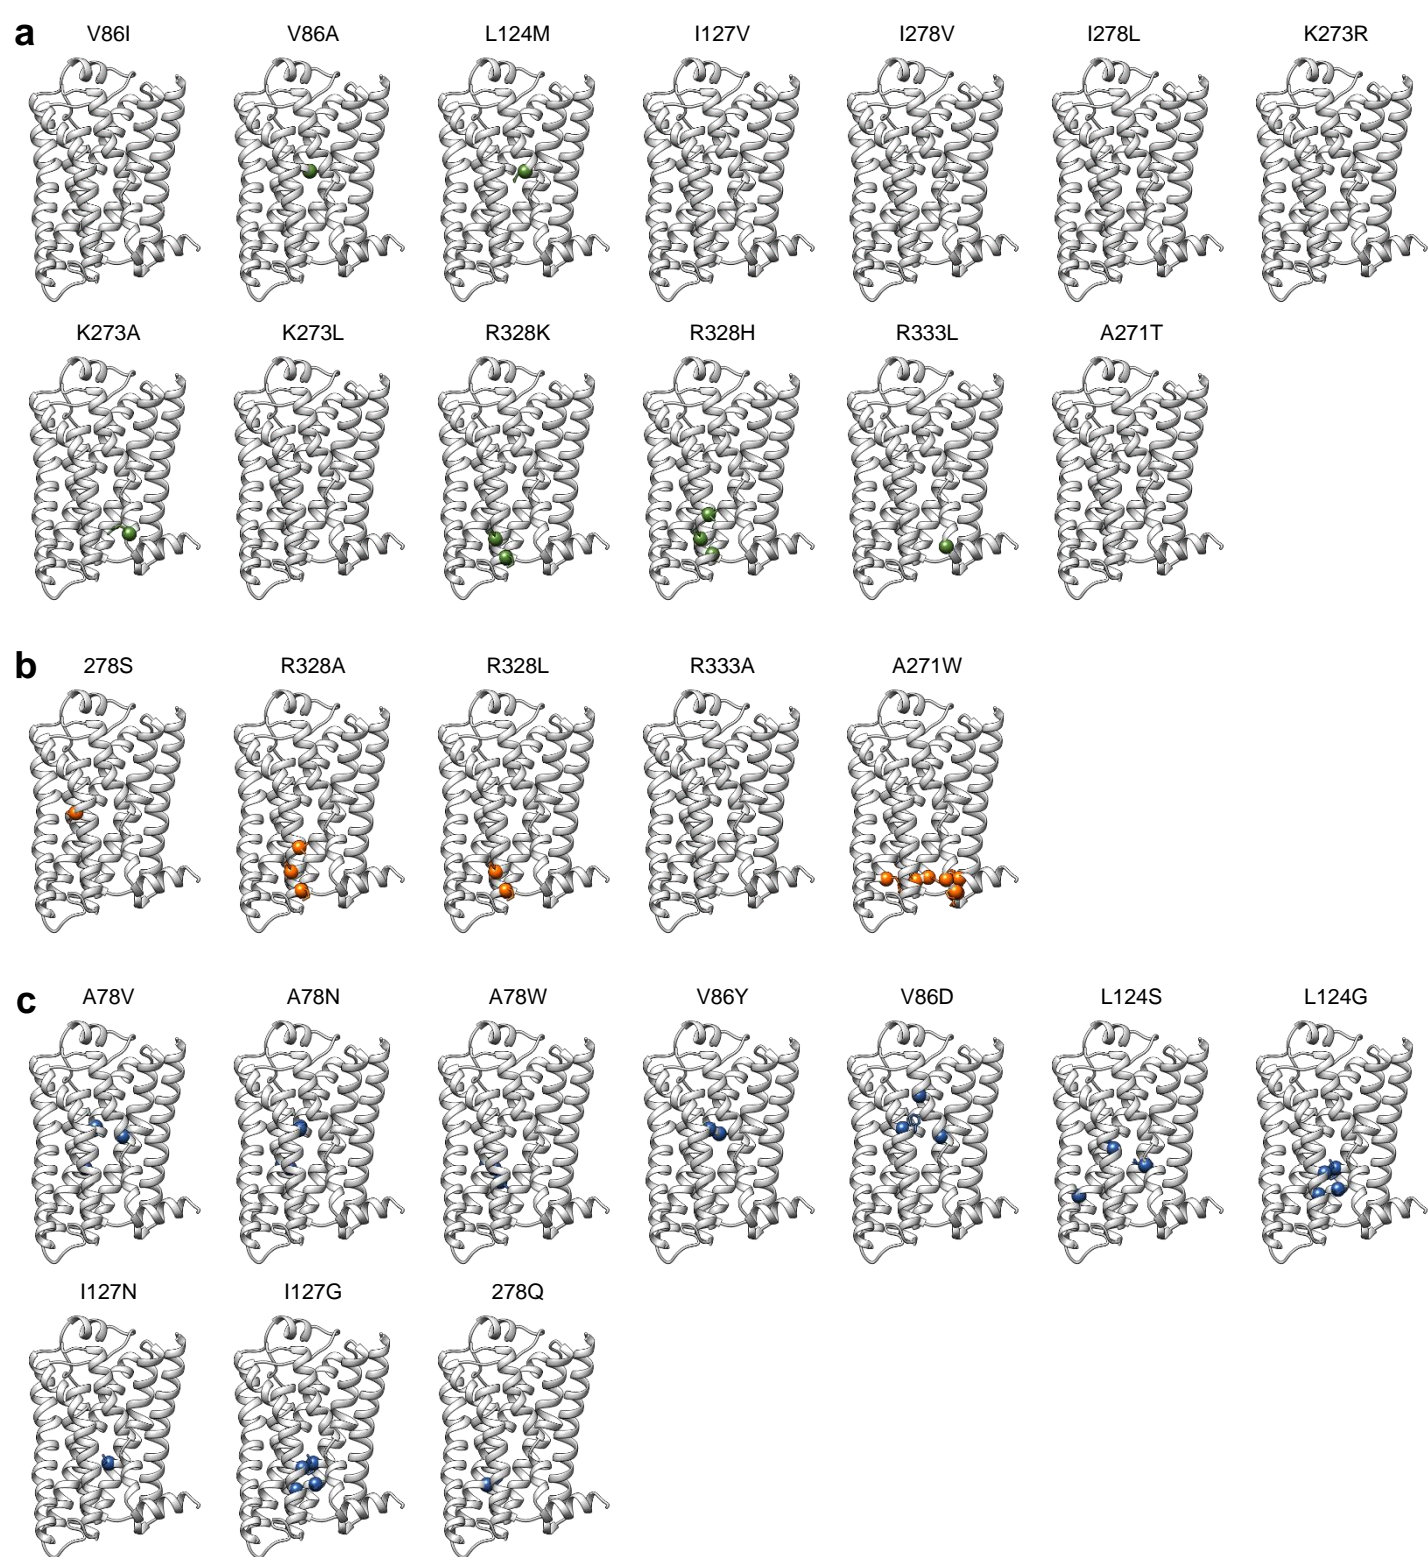 a
V86I V86A L124M I127V I278V I278L K273R
K273A K273L R328K R328H R333L A271T
b
278S R328A R328L R333A A271W
c
A78V A78N A78W V86Y V86D L124S L124G
I127N I127G 278Q